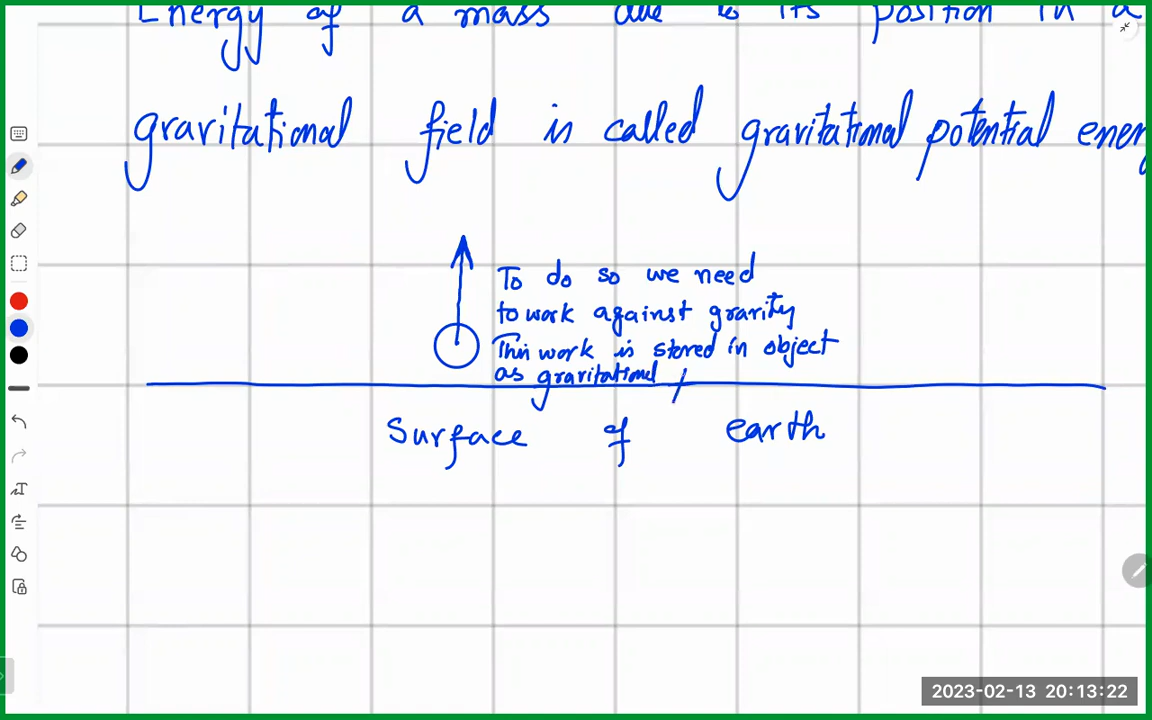 Energy of a mass due to its position in a
gravitational field is called gravitational potential energ
To do so we need
to work against gravity
This work is stored in object
as gravitational
Surface of earth
2023-02-13 20:13:22